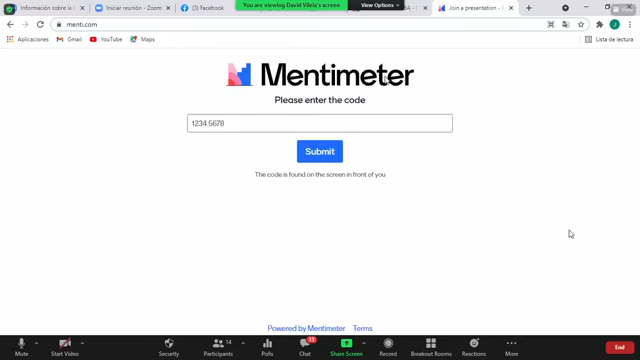 Información sobre la
Iniciar reunión - Zoom
(3) Facebook
You are viewing David Vilela's screen
View Options
Join a presentation - M
View
menti.com
J
Aplicaciones
Gmail
YouTube
Maps
Lista de lectura
Mentimeter
Please enter the code
1234 5678
Submit
The code is found on the screen in front of you
Powered by Mentimeter
Terms
Mute
Start Video
Security
Participants
14
Polls
Chat
13
Share Screen
Record
Breakout Rooms
Reactions
More
End